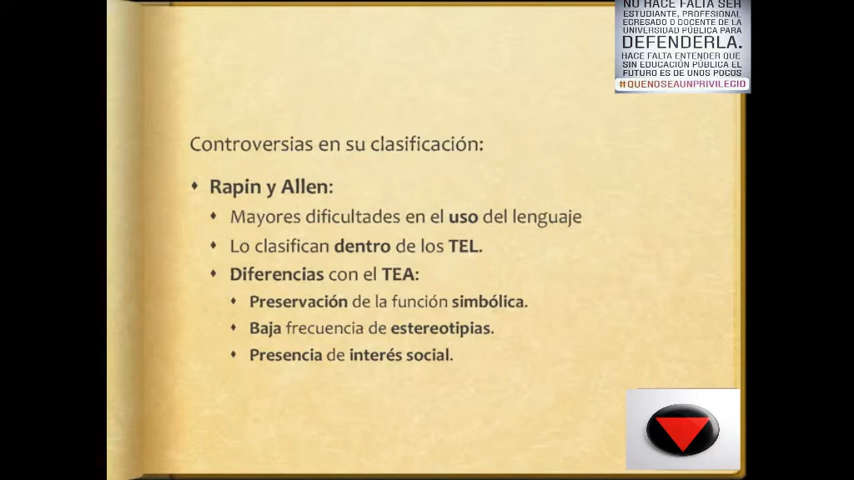 NO HACE FALTA SER
ESTUDIANTE, PROFESIONAL
EGRESADO O DOCENTE DE LA
UNIVERSIDAD PÚBLICA PARA
DEFENDERLA.
HACE FALTA ENTENDER QUE
SIN EDUCACIÓN PÚBLICA EL
FUTURO ES DE UNOS POCOS
#QUENOSEAUNPRIVILEGIO
Controversias en su clasificación:
Rapin y Allen:
Mayores dificultades en el uso del lenguaje
Lo clasifican dentro de los TEL.
Diferencias con el TEA:
Preservación de la función simbólica.
Baja frecuencia de estereotipias.
Presencia de interés social.